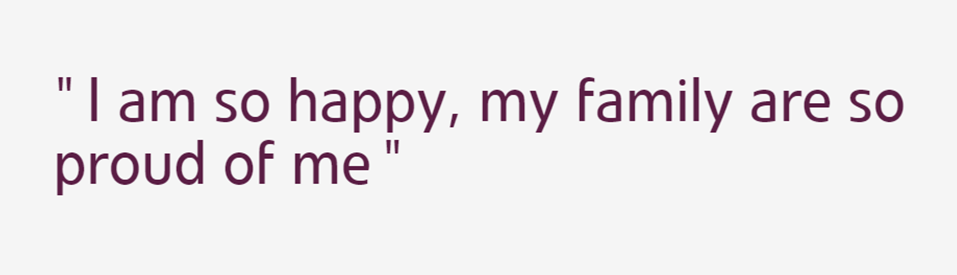 " I am so happy, my family are so
proud of me "